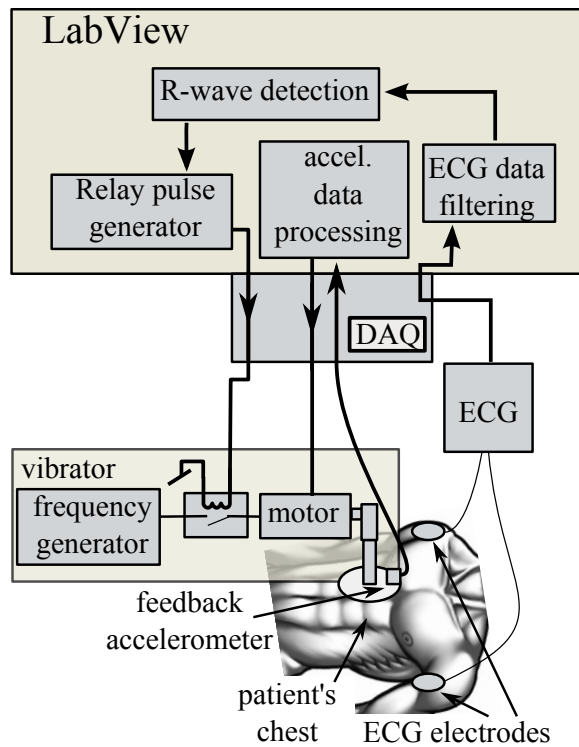 LabView
R-wave detection
Relay pulse
generator
accel.
data
processing
ECG data
filtering
DAQ
ECG
vibrator
frequency
generator
motor
feedback
accelerometer
patient's
chest
ECG electrodes